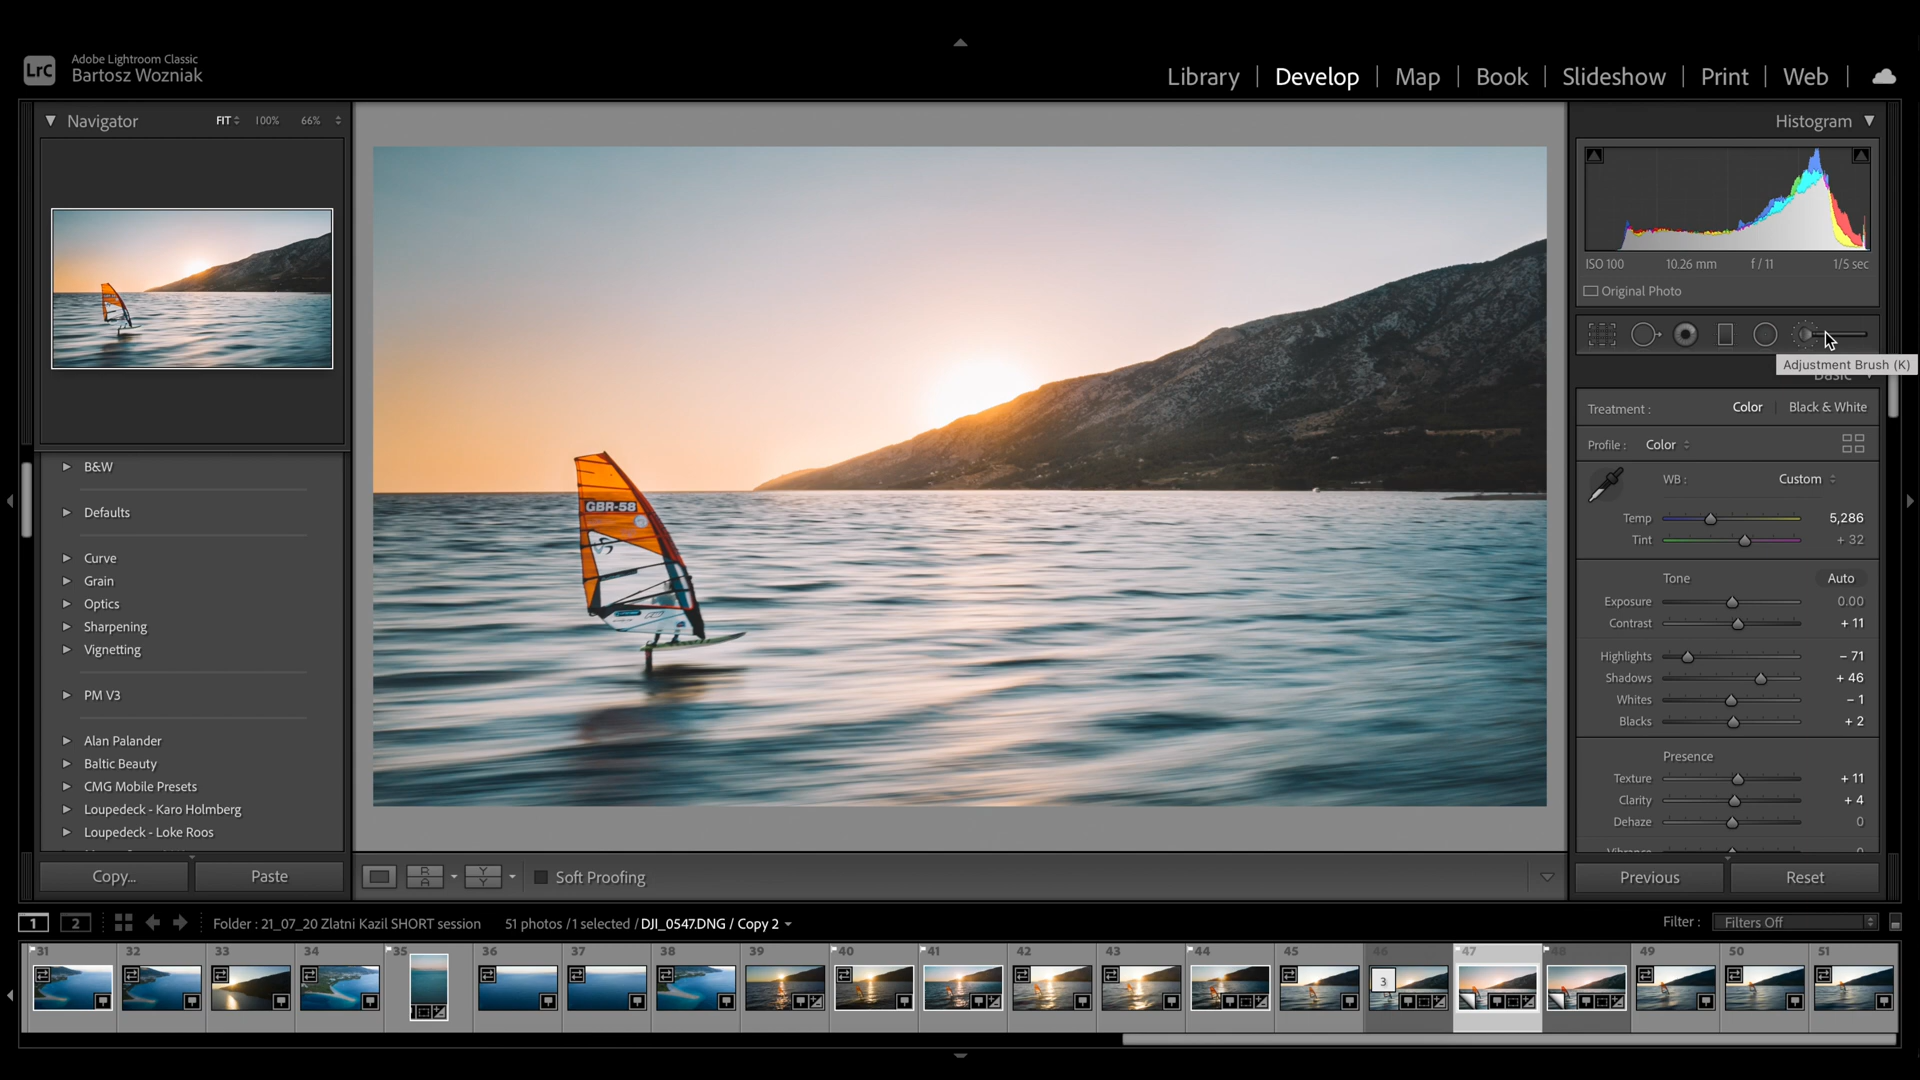 LrC
Adobe Lightroom Classic
Bartosz Wozniak
Library | Develop | Map | Book | Slideshow | Print | Web
Navigator
FIT 100% 66%
B&W
Defaults
Curve
Grain
Optics
Sharpening
Vignetting
PM V3
Alan Palander
Baltic Beauty
CMG Mobile Presets
Loupedeck - Karo Holmberg
Loupedeck - Loke Roos
Copy...
Paste
GBR-58
R A
Y Y
Soft Proofing
Histogram
ISO 100 10.26 mm f / 11 1/5 sec
Original Photo
Adjustment Brush (K)
Basic
Treatment : Color Black & White
Profile : Color
WB : Custom
Temp 5,286
Tint + 32
Tone Auto
Exposure 0.00
Contrast + 11
Highlights − 71
Shadows + 46
Whites − 1
Blacks + 2
Presence
Texture + 11
Clarity + 4
Dehaze 0
Vibrance 0
Previous
Reset
1 2 Folder : 21_07_20 Zlatni Kazil SHORT session 51 photos / 1 selected / DJI_0547.DNG / Copy 2
Filter : Filters Off
31 32 33 34 35 36 37 38 39 40 41 42 43 44 45 46 47 48 49 50 51
3